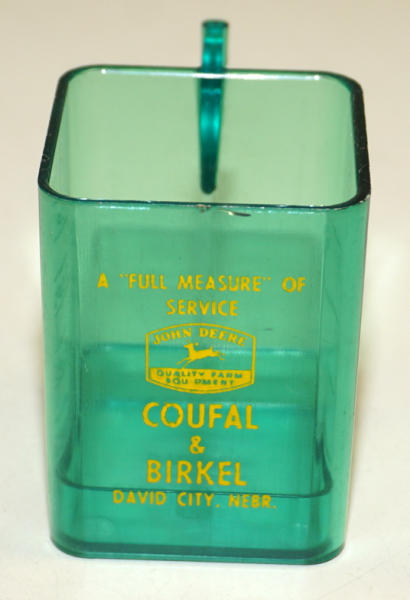 A "FULL MEASURE" OF
SERVICE
JOHN DEERE
QUALITY FARM
EQUIPMENT
COUFAL
&
BIRKEL
DAVID CITY, NEBR.